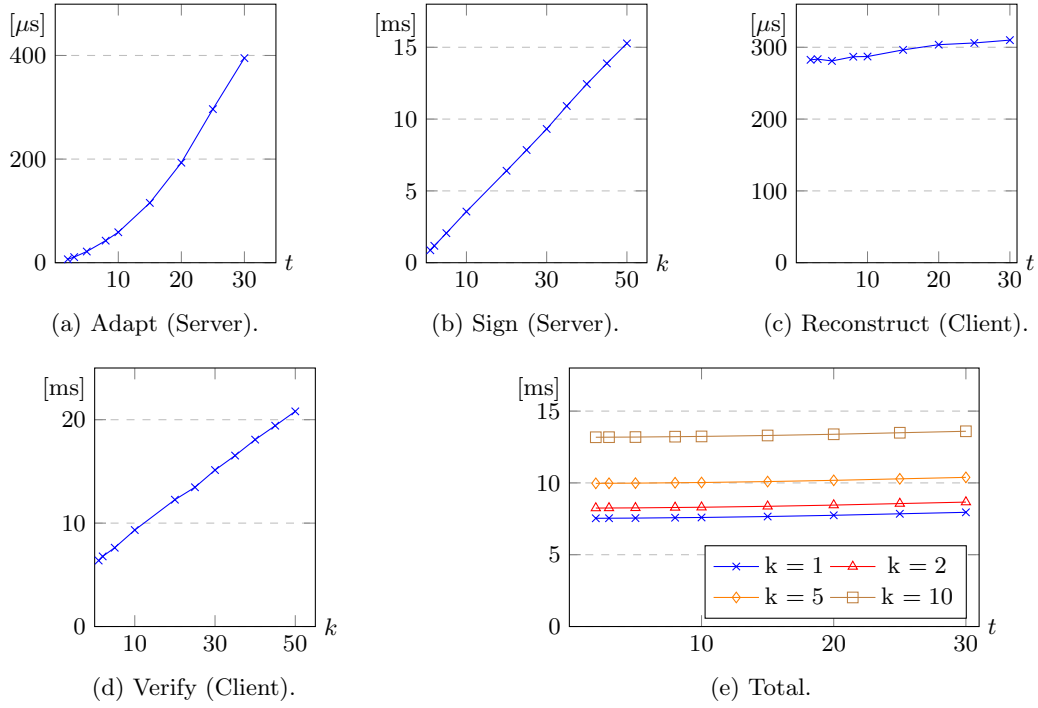 [µs]
400
200
0
10 20 30 t
(a) Adapt (Server).
[ms]
15
10
5
0
10 30 50 k
(b) Sign (Server).
[µs]
300
200
100
0
10 20 30 t
(c) Reconstruct (Client).
[ms]
20
10
0
10 30 50 k
(d) Verify (Client).
[ms]
15
10
5
0
10 20 30 t
k = 1 k = 2
k = 5 k = 10
(e) Total.